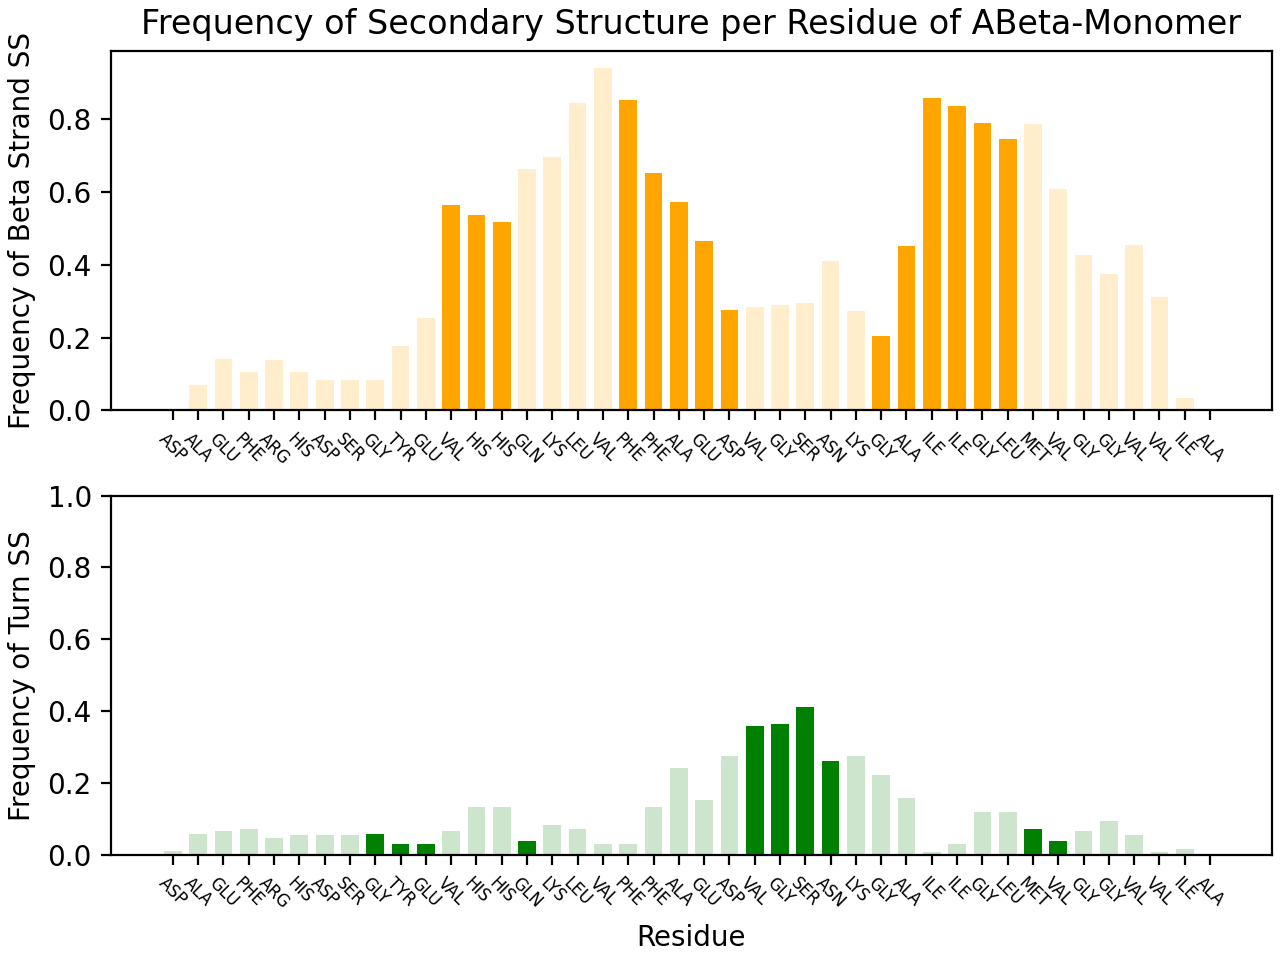 Frequency of Secondary Structure per Residue of ABeta-Monomer
Frequency of Beta Strand SS
0.8
0.6
0.4
0.2
0.0
ASP ALA GLU PHE ARG HIS ASP SER GLY TYR GLU VAL HIS HIS GLN LYS LEU VAL PHE PHE ALA GLU ASP VAL GLY SER ASN LYS GLY ALA ILE ILE GLY LEU MET VAL GLY GLY VAL VAL ILE ALA
Frequency of Turn SS
1.0
0.8
0.6
0.4
0.2
0.0
ASP ALA GLU PHE ARG HIS ASP SER GLY TYR GLU VAL HIS HIS GLN LYS LEU VAL PHE PHE ALA GLU ASP VAL GLY SER ASN LYS GLY ALA ILE ILE GLY LEU MET VAL GLY GLY VAL VAL ILE ALA
Residue